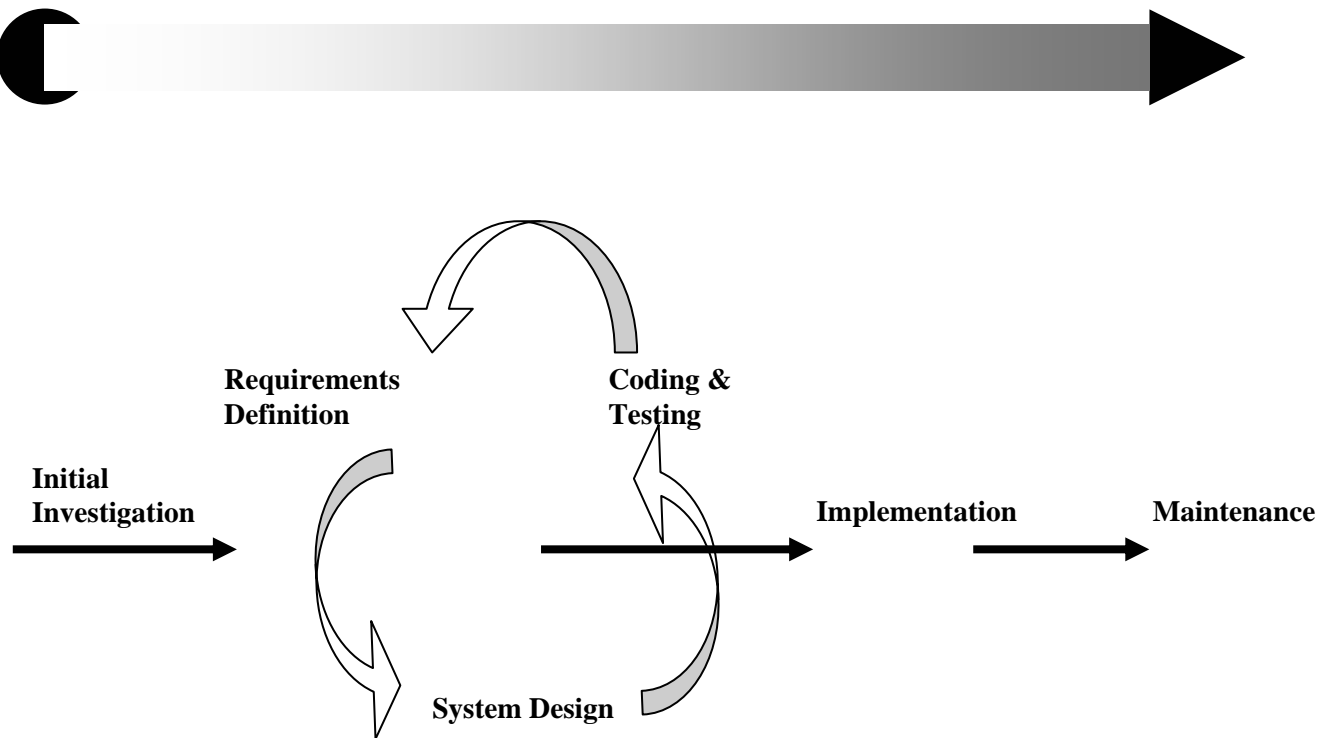 Requirements
Definition
Coding &
Testing
Initial
Investigation
Implementation
Maintenance
System Design